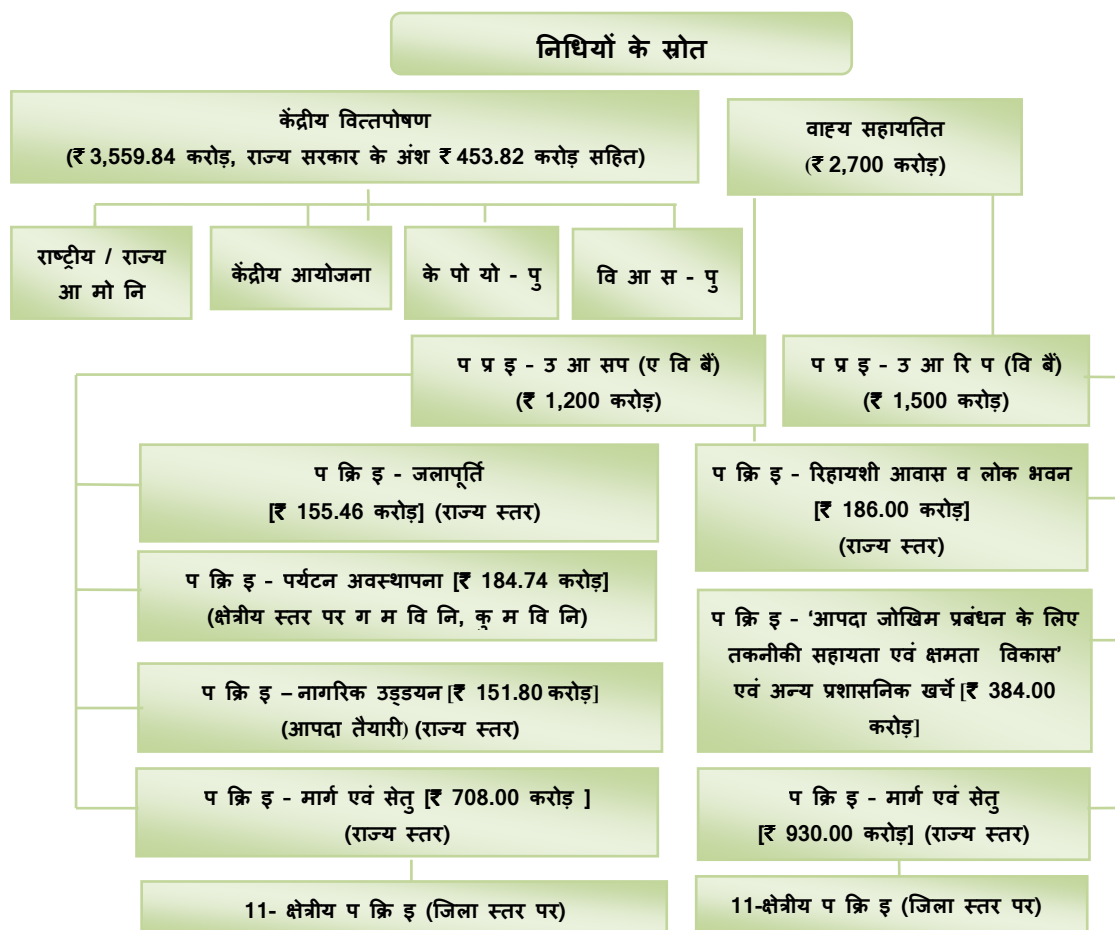 निधियों के स्रोत
केंद्रीय वित्तपोषण
(₹ 3,559.84 करोड़, राज्य सरकार के अंश ₹ 453.82 करोड़ सहित)
वाह्य सहायतित
(₹ 2,700 करोड़)
राष्ट्रीय / राज्य
आ मो नि
केंद्रीय आयोजना
के पो यो - पु
वि आ स - पु
प प्र इ - उ आ सप (ए वि बैं)
(₹ 1,200 करोड़)
प प्र इ - उ आ रि प (वि बैं)
(₹ 1,500 करोड़)
प क्रि इ - जलापूर्ति
[₹ 155.46 करोड़] (राज्य स्तर)
प क्रि इ - रिहायशी आवास व लोक भवन
[₹ 186.00 करोड़]
(राज्य स्तर)
प क्रि इ - पर्यटन अवस्थापना [₹ 184.74 करोड़]
(क्षेत्रीय स्तर पर ग म वि नि, कू म वि नि)
प क्रि इ - 'आपदा जोखिम प्रबंधन के लिए
तकनीकी सहायता एवं क्षमता विकास'
एवं अन्य प्रशासनिक खर्चे [₹ 384.00
करोड़]
प क्रि इ – नागरिक उड्डयन [₹ 151.80 करोड़]
(आपदा तैयारी) (राज्य स्तर)
प क्रि इ - मार्ग एवं सेतु [₹ 708.00 करोड़ ]
(राज्य स्तर)
प क्रि इ - मार्ग एवं सेतु
[₹ 930.00 करोड़] (राज्य स्तर)
11- क्षेत्रीय प क्रि इ (जिला स्तर पर)
11-क्षेत्रीय प क्रि इ (जिला स्तर पर)